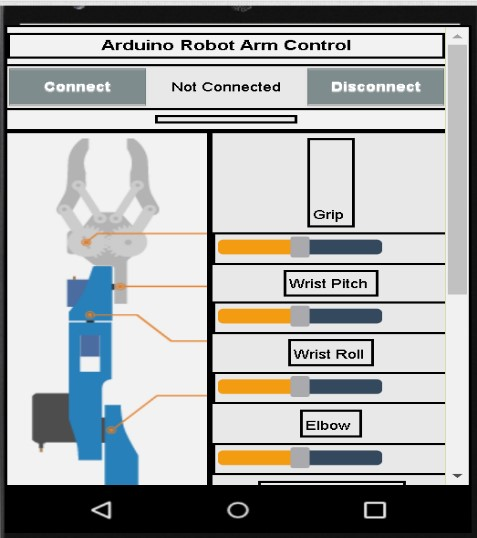 Arduino Robot Arm Control
Connect
Not Connected
Disconnect
Grip
Wrist Pitch
Wrist Roll
Elbow